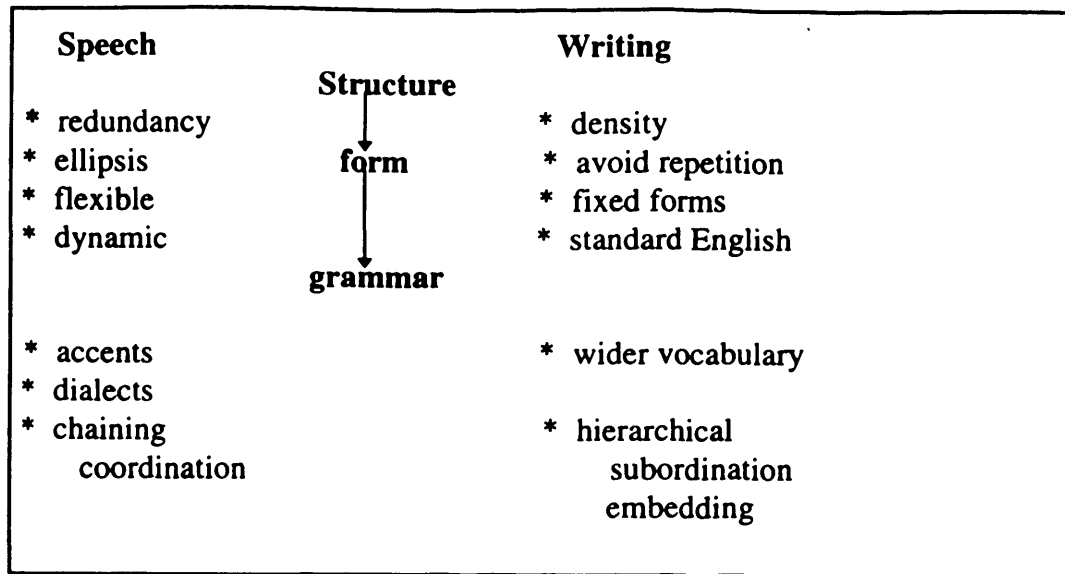 Speech Writing
Structure
* redundancy * density
* ellipsis form * avoid repetition
* flexible * fixed forms
* dynamic * standard English
grammar
* accents * wider vocabulary
* dialects
* chaining * hierarchical
coordination subordination
embedding